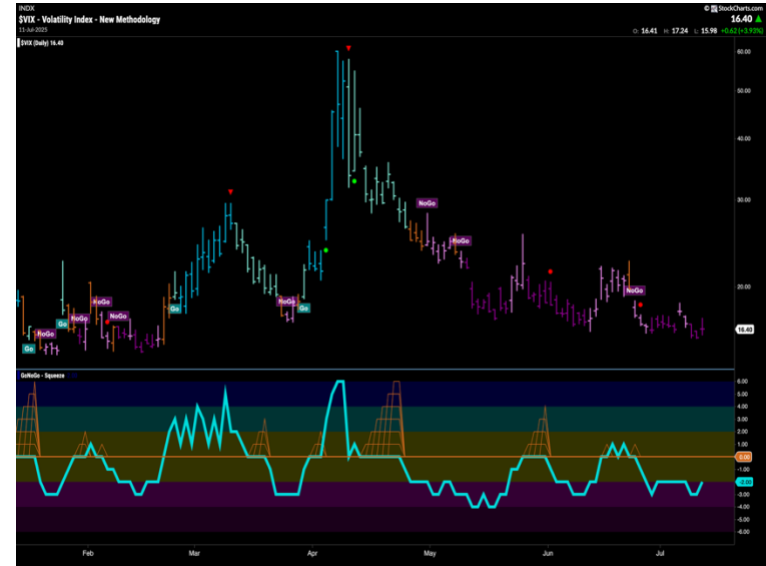 INDX
© StockCharts.com
$VIX - Volatility Index - New Methodology
16.40
11-Jul-2025
O: 16.41 H: 17.24 L: 15.98 +0.62 (+3.93%)
$VIX (Daily) 16.40
60.00
50.00
40.00
30.00
NoGo
NoGo
20.00
NoGo
NoGo
NoGo
Go
Go
NoGo
NoGo
Go
NoGo
Go
16.40
GoNoGo - Squeeze
6.00
5.00
4.00
3.00
2.00
1.00
0.00
-1.00
-2.00
-3.00
-4.00
-5.00
-6.00
Feb Mar Apr May Jun Jul